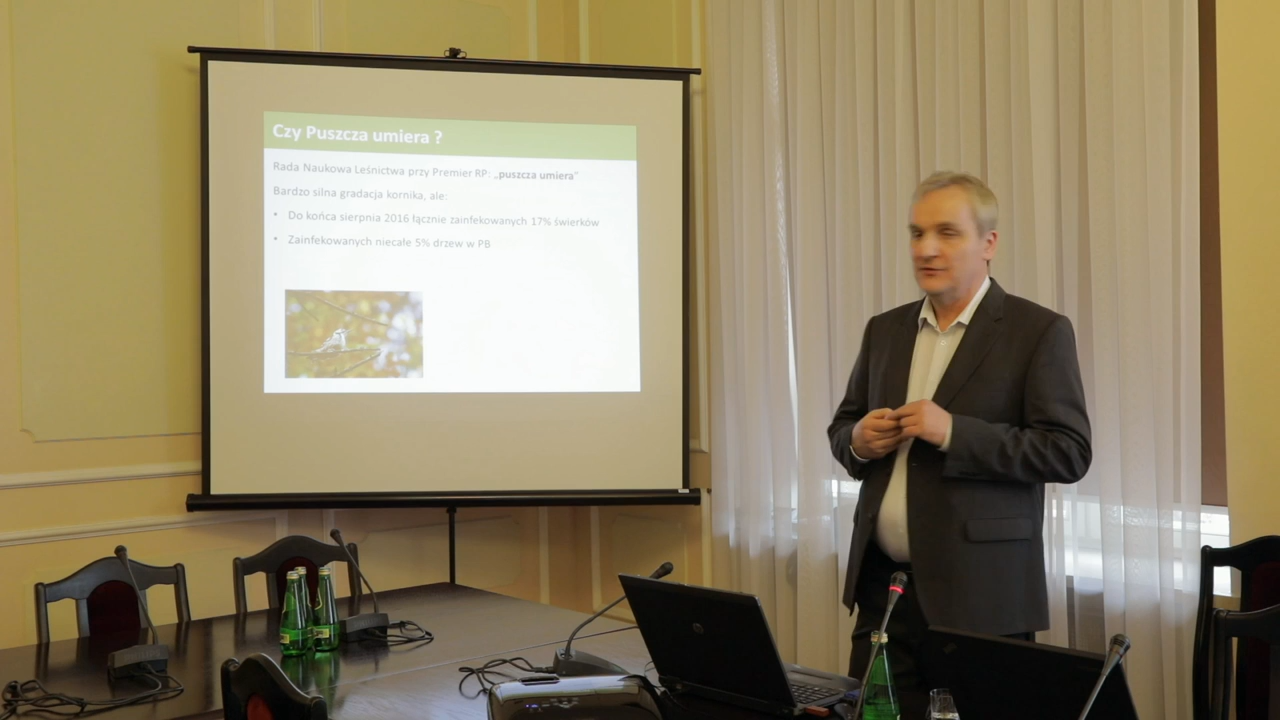 Czy Puszcza umiera ?
Rada Naukowa Leśnictwa przy Premier RP: „puszcza umiera”
Bardzo silna gradacja kornika, ale:
• Do końca sierpnia 2016 łącznie zainfekowanych 17% świerków
• Zainfekowanych niecałe 5% drzew w PB
hp